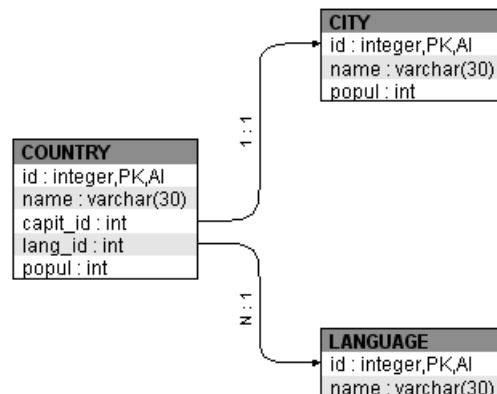 CITY
id : integer,PK,AI
name : varchar(30)
popul : int
1 : 1
COUNTRY
id : integer,PK,AI
name : varchar(30)
capit_id : int
lang_id : int
popul : int
N : 1
LANGUAGE
id : integer,PK,AI
name : varchar(30)